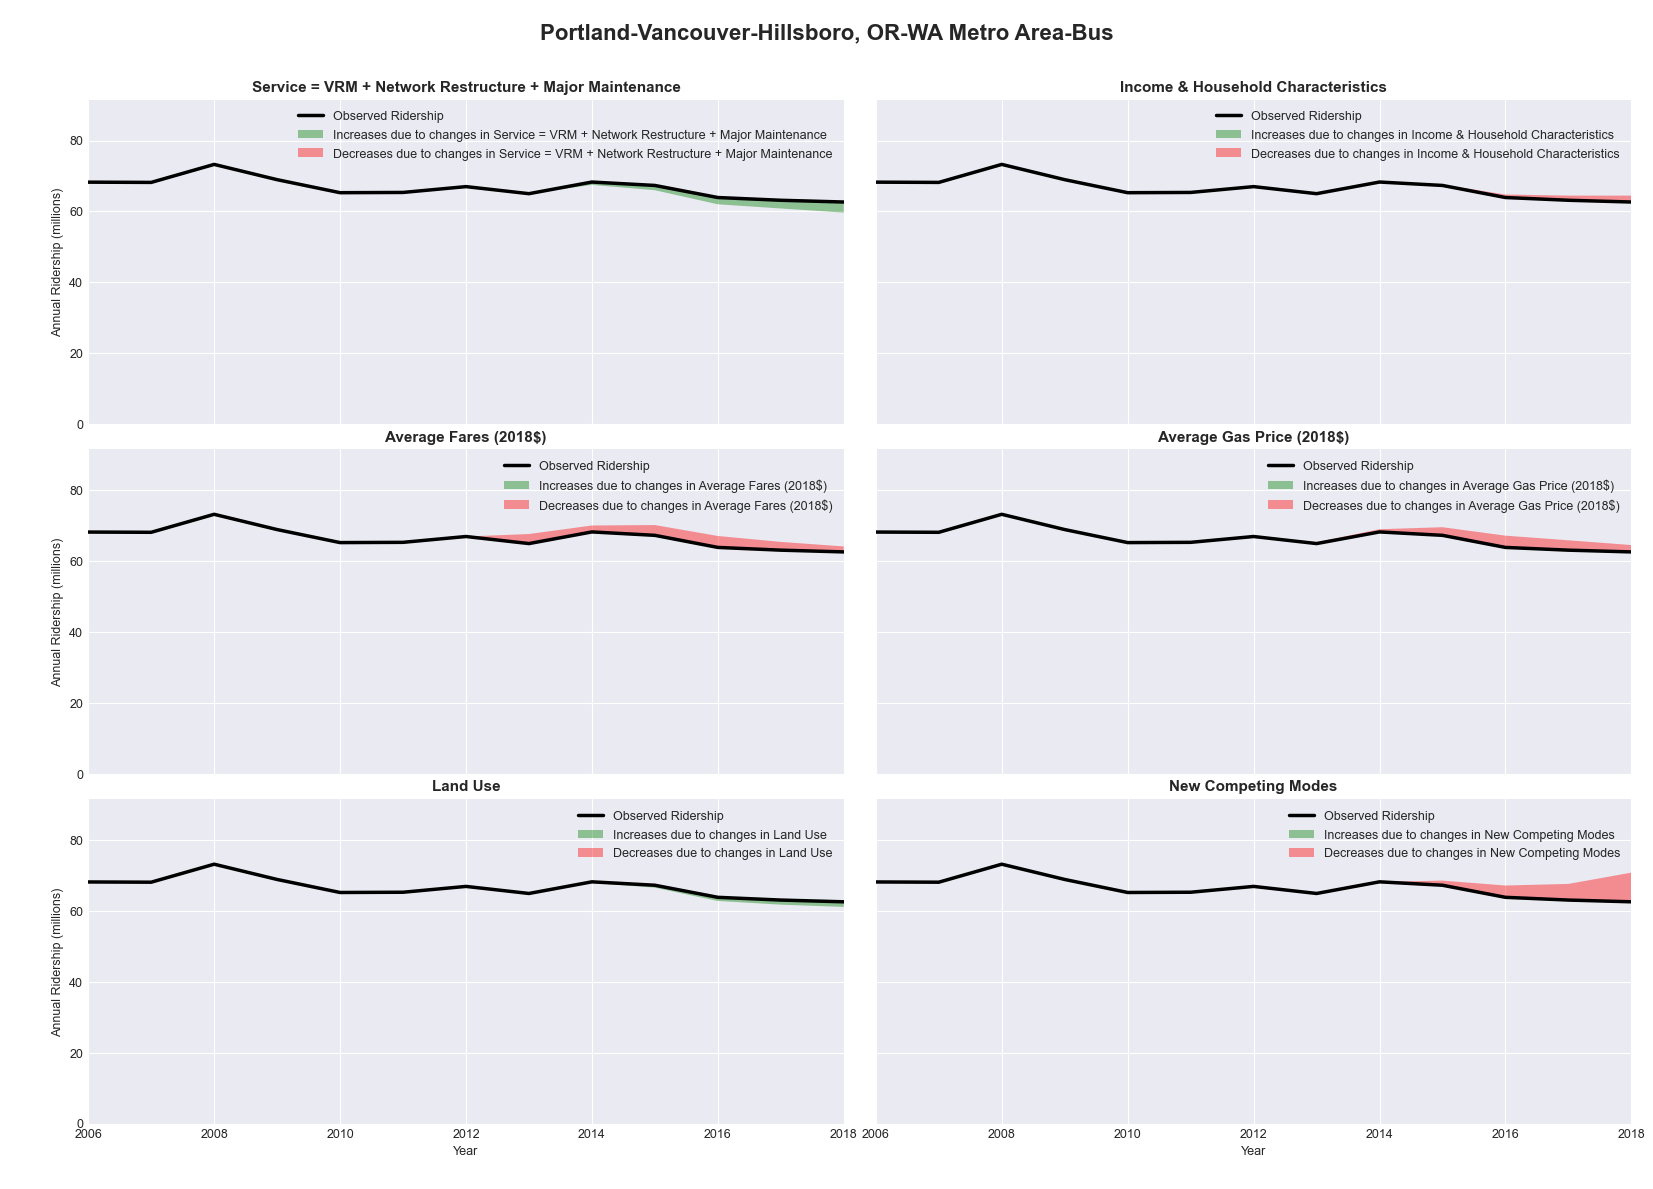 Portland-Vancouver-Hillsboro, OR-WA Metro Area-Bus
Service = VRM + Network Restructure + Major Maintenance
Observed Ridership
Increases due to changes in Service = VRM + Network Restructure + Major Maintenance
Decreases due to changes in Service = VRM + Network Restructure + Major Maintenance
80
60
40
20
0
Annual Ridership (millions)
Income & Household Characteristics
Observed Ridership
Increases due to changes in Income & Household Characteristics
Decreases due to changes in Income & Household Characteristics
Average Fares (2018$)
Observed Ridership
Increases due to changes in Average Fares (2018$)
Decreases due to changes in Average Fares (2018$)
80
60
40
20
0
Annual Ridership (millions)
Average Gas Price (2018$)
Observed Ridership
Increases due to changes in Average Gas Price (2018$)
Decreases due to changes in Average Gas Price (2018$)
Land Use
Observed Ridership
Increases due to changes in Land Use
Decreases due to changes in Land Use
80
60
40
20
0
Annual Ridership (millions)
2006 2008 2010 2012 2014 2016 2018
Year
New Competing Modes
Observed Ridership
Increases due to changes in New Competing Modes
Decreases due to changes in New Competing Modes
2006 2008 2010 2012 2014 2016 2018
Year